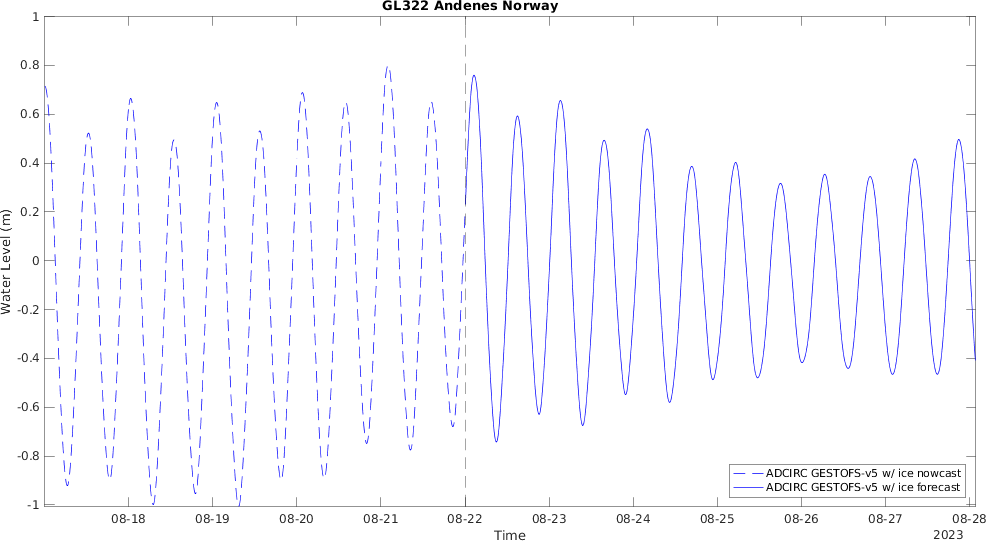 GL322 Andenes Norway
1
0.8
0.6
0.4
0.2
0
-0.2
-0.4
-0.6
-0.8
-1
Water Level (m)
08-18 08-19 08-20 08-21 08-22 08-23 08-24 08-25 08-26 08-27 08-28
Time
2023
ADCIRC GESTOFS-v5 w/ ice nowcast
ADCIRC GESTOFS-v5 w/ ice forecast